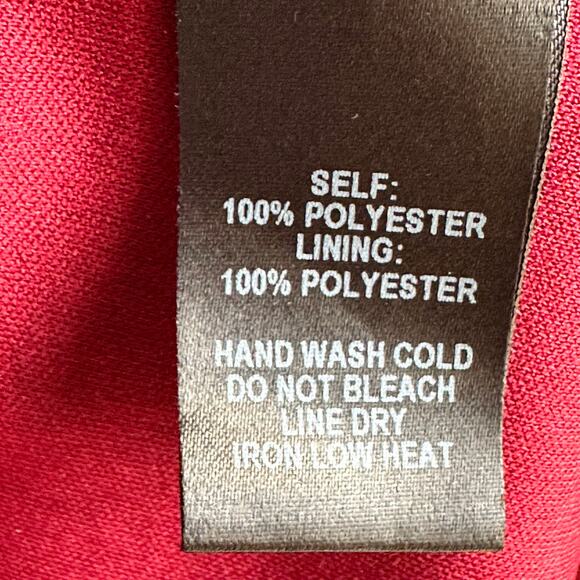 SELF:
100% POLYESTER
LINING:
100% POLYESTER
HAND WASH COLD
DO NOT BLEACH
LINE DRY
IRON LOW HEAT